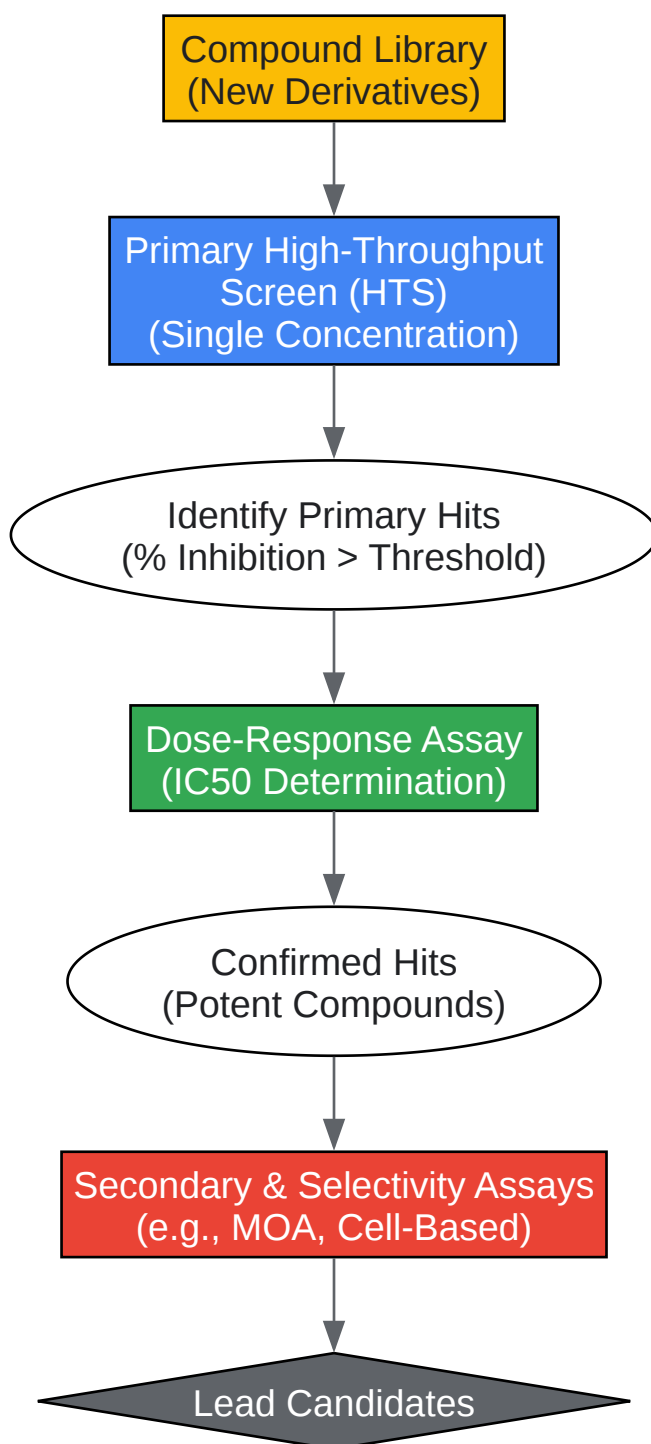 Compound Library
(New Derivatives)
Primary High-Throughput
Screen (HTS)
(Single Concentration)
Identify Primary Hits
(% Inhibition > Threshold)
Dose-Response Assay
(IC50 Determination)
Confirmed Hits
(Potent Compounds)
Secondary & Selectivity Assays
(e.g., MOA, Cell-Based)
Lead Candidates